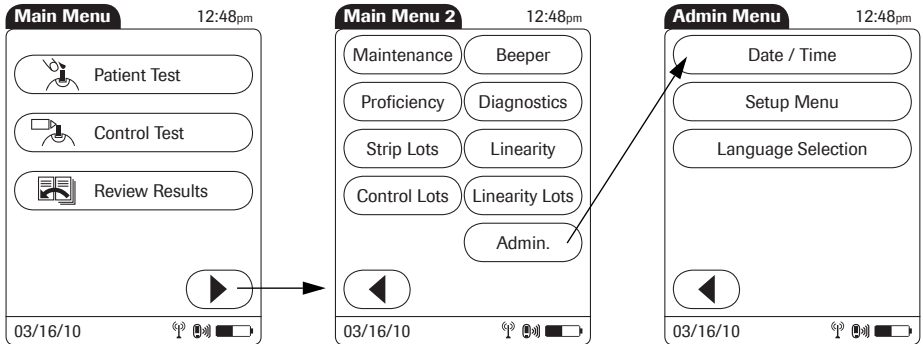 Main Menu 12:48pm
Patient Test
Control Test
Review Results
03/16/10
Main Menu 2 12:48pm
Maintenance Beeper
Proficiency Diagnostics
Strip Lots Linearity
Control Lots Linearity Lots
Admin.
03/16/10
Admin Menu 12:48pm
Date / Time
Setup Menu
Language Selection
03/16/10